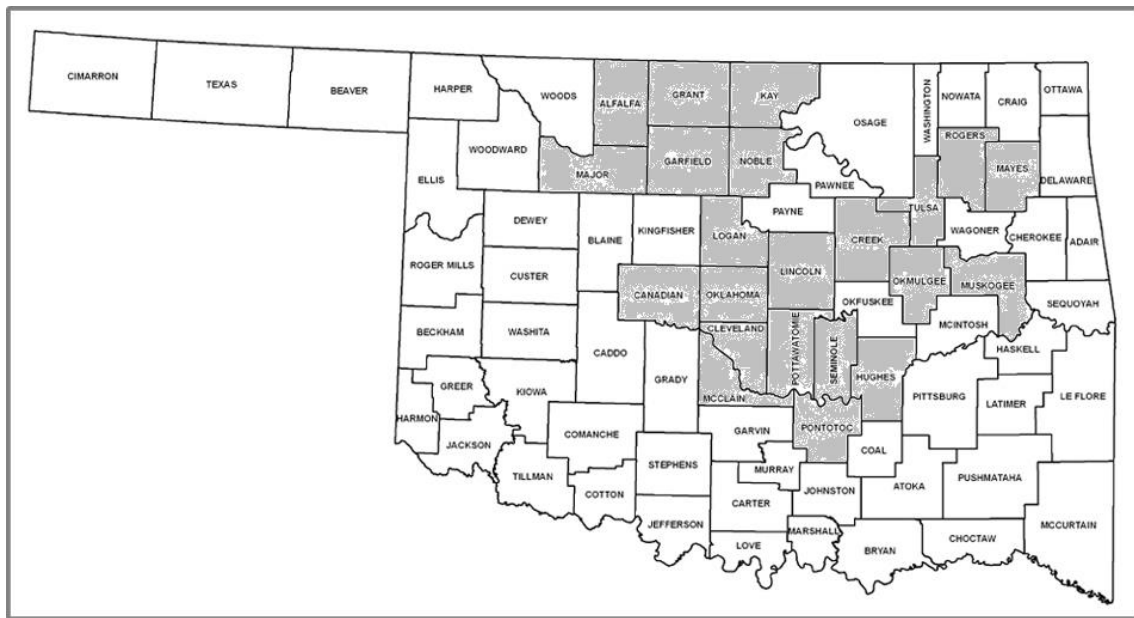 CIMARRON
TEXAS
BEAVER
HARPER
WOODS
ALFALFA
GRANT
KAY
OSAGE
WASHINGTON
NOWATA
CRAIG
OTTAWA
WOODWARD
ELLIS
MAJOR
GARFIELD
NOBLE
PAWNEE
ROGERS
MAYES
DELAWARE
DEWEY
BLAINE
KINGFISHER
LOGAN
PAYNE
CREEK
TULSA
WAGONER
CHEROKEE
ADAIR
ROGER MILLS
CUSTER
CANADIAN
OKLAHOMA
LINCOLN
OKMULGEE
MUSKOGEE
OKFUSKEE
SEQUOYAH
BECKHAM
WASHITA
CADDO
CLEVELAND
POTTAWATOMIE
SEMINOLE
MCINTOSH
HASKELL
GREER
KIOWA
GRADY
MCCLAIN
HUGHES
PITTSBURG
LATIMER
LE FLORE
HARMON
JACKSON
COMANCHE
GARVIN
PONTOTOC
COAL
TILLMAN
COTTON
STEPHENS
MURRAY
JOHNSTON
ATOKA
PUSHMATAHA
JEFFERSON
CARTER
LOVE
MARSHALL
BRYAN
CHOCTAW
MCCURTAIN